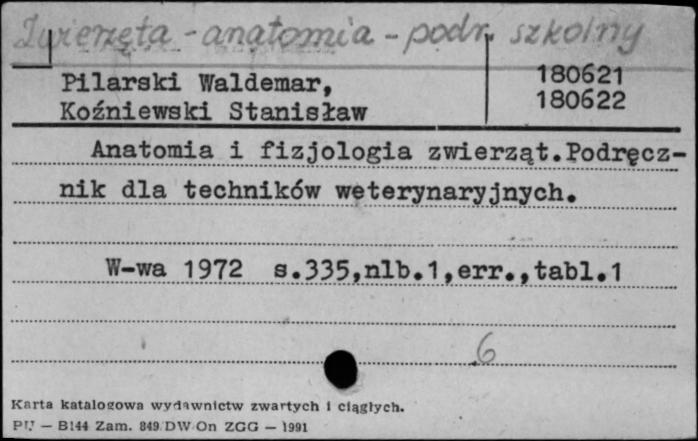 Zwierzęta - anatomia - podr. szkolny
Pilarski Waldemar,
Koźniewski Stanisław
180621
180622
Anatomia i fizjologia zwierząt.Podręcz-
nik dla techników weterynaryjnych.
W-wa 1972 s.335,nlb.1,err.,tabl.1
6
Karta katalogowa wydawnictw zwartych i ciągłych.
PU — B144 Zam. 849/DW/On ZGG — 1991